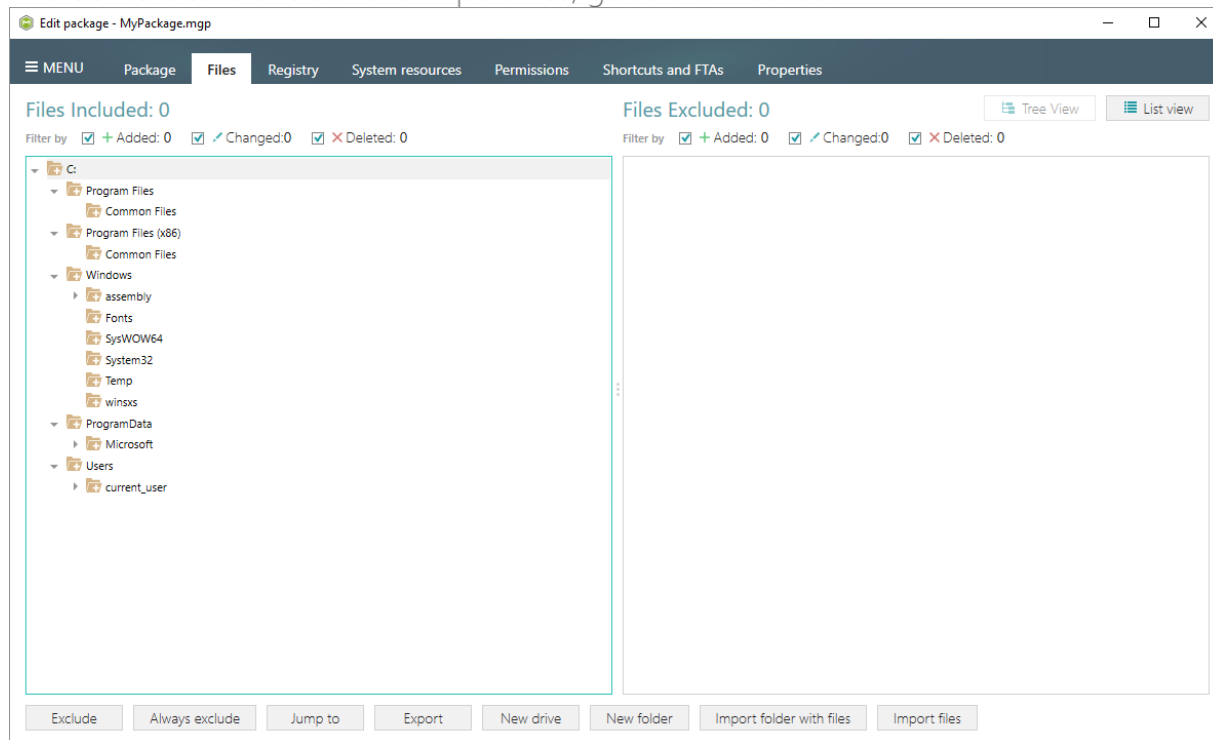 Edit package - MyPackage.mgp
MENU Package Files Registry System resources Permissions Shortcuts and FTAs Properties
Files Included: 0
Filter by + Added: 0 Changed:0 Deleted: 0
C:
Program Files
Common Files
Program Files (x86)
Common Files
Windows
assembly
Fonts
SysWOW64
System32
Temp
winsxs
ProgramData
Microsoft
Users
current_user
Files Excluded: 0 Tree View List view
Filter by + Added: 0 Changed:0 Deleted: 0
Exclude Always exclude Jump to Export New drive New folder Import folder with files Import files